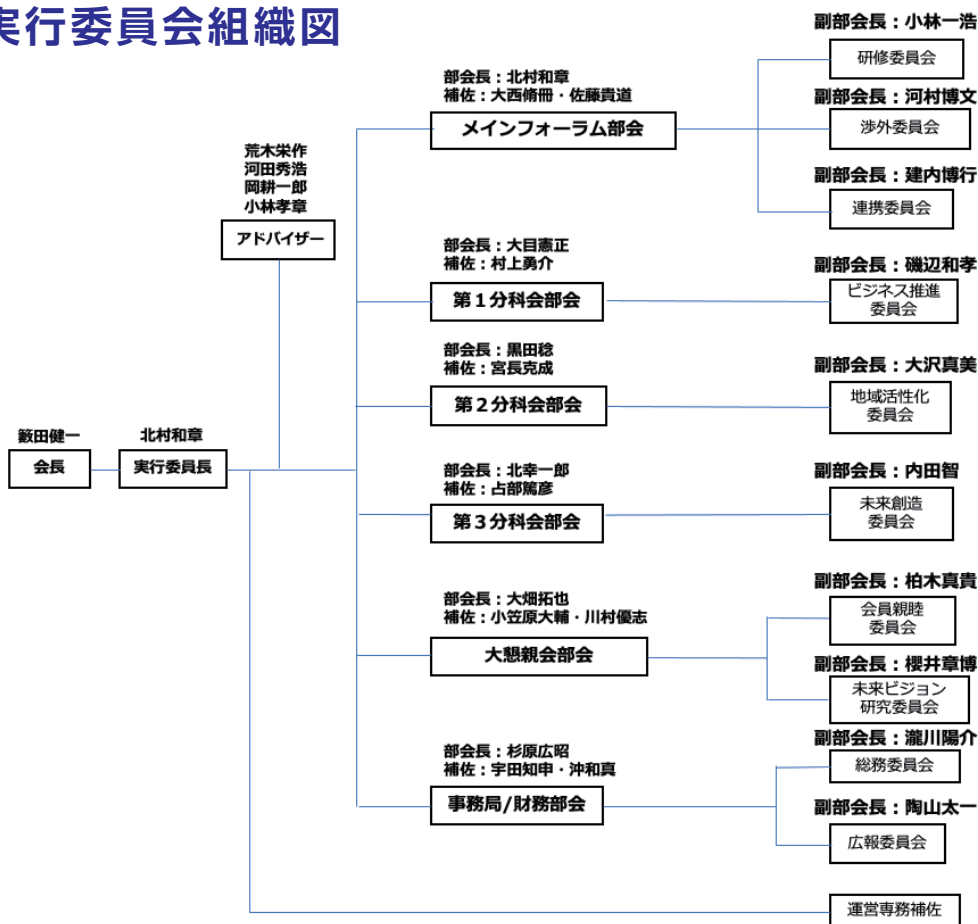 実行委員会組織図
籔田健一
会長
北村和章
実行委員長
荒木栄作
河田秀浩
岡耕一郎
小林孝章
アドバイザー
部会長：北村和章
補佐：大西脩冊・佐藤貴道
メインフォーラム部会
副部会長：小林一浩
研修委員会
副部会長：河村博文
渉外委員会
副部会長：建内博行
連携委員会
部会長：大目憲正
補佐：村上勇介
第１分科会部会
副部会長：磯辺和孝
ビジネス推進
委員会
部会長：黒田稔
補佐：宮長克成
第２分科会部会
副部会長：大沢真美
地域活性化
委員会
部会長：北幸一郎
補佐：占部篤彦
第３分科会部会
副部会長：内田智
未来創造
委員会
部会長：大畑拓也
補佐：小笠原大輔・川村優志
大懇親会部会
副部会長：柏木真貴
会員親睦
委員会
副部会長：櫻井章博
未来ビジョン
研究委員会
部会長：杉原広昭
補佐：宇田知申・沖和真
事務局/財務部会
副部会長：瀧川陽介
総務委員会
副部会長：陶山太一
広報委員会
運営専務補佐